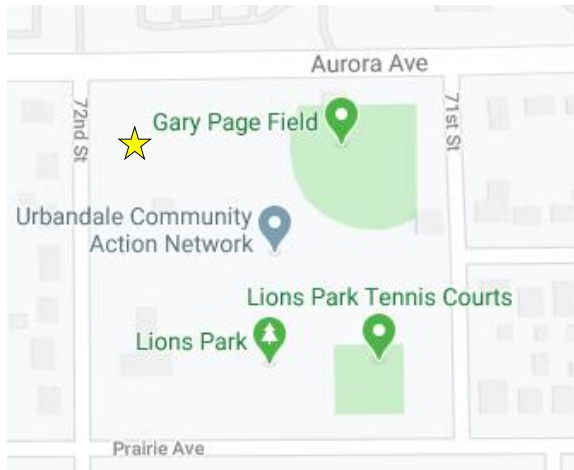 Aurora Ave
72nd St
Gary Page Field
71st St
Urbandale Community
Action Network
Lions Park Tennis Courts
Lions Park
Prairie Ave